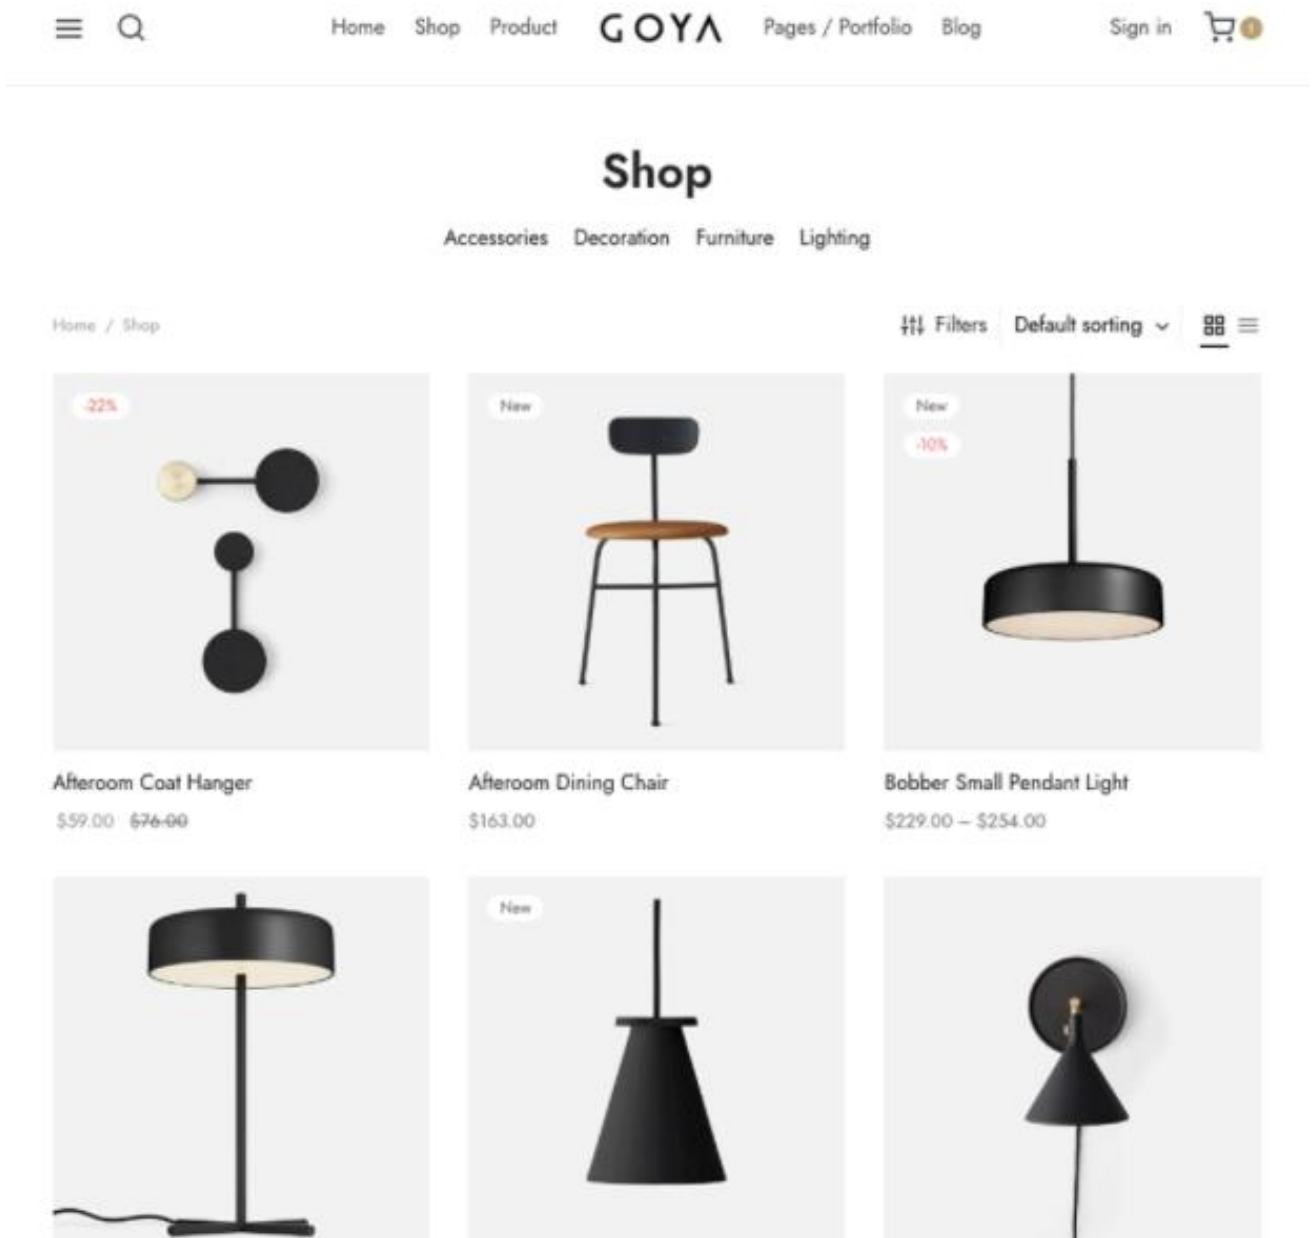 Home Shop Product GOYA Pages / Portfolio Blog Sign in 1
Shop
Accessories Decoration Furniture Lighting
Home / Shop Filters Default sorting
-22% New New
-10%
Afteroom Coat Hanger Afteroom Dining Chair Bobber Small Pendant Light
$59.00 $76.00 $163.00 $229.00 – $254.00
New